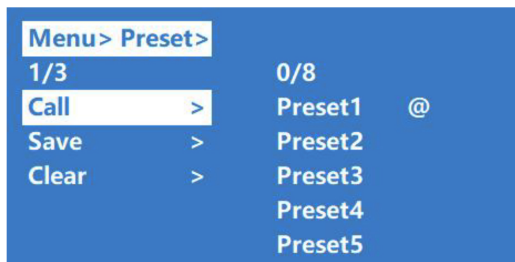 Menu> Preset>
1/3 0/8
Call > Preset1 @
Save > Preset2
Clear > Preset3
Preset4
Preset5